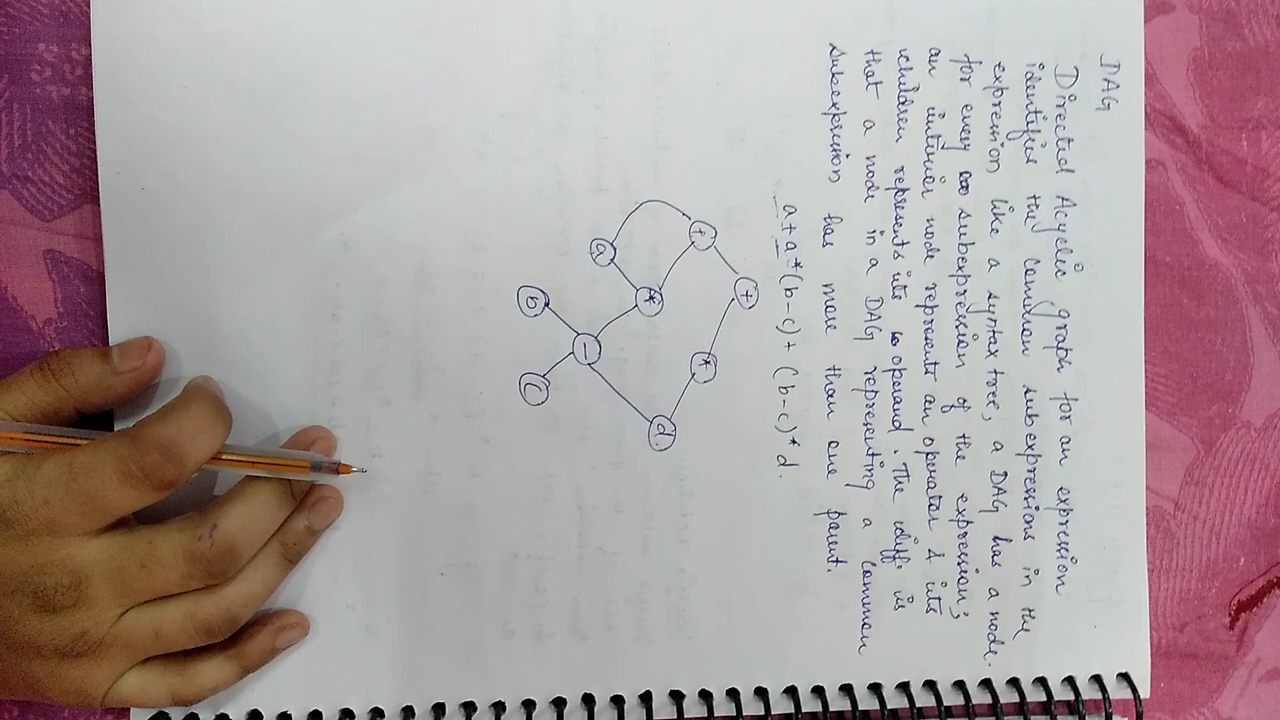 DAG
Directed Acyclic graph for an expression
identifies the common subexpressions in the
expression like a syntax tree, a DAG has a node
for every subexpression of the expression;
an interior node represents an operator & its
children represents its operand. The diff is
that a node in a DAG representing a common
subexpression has more than one parent.
a+a*(b-c)+(b-c)*d.
+
+ *
a * d
-
b c